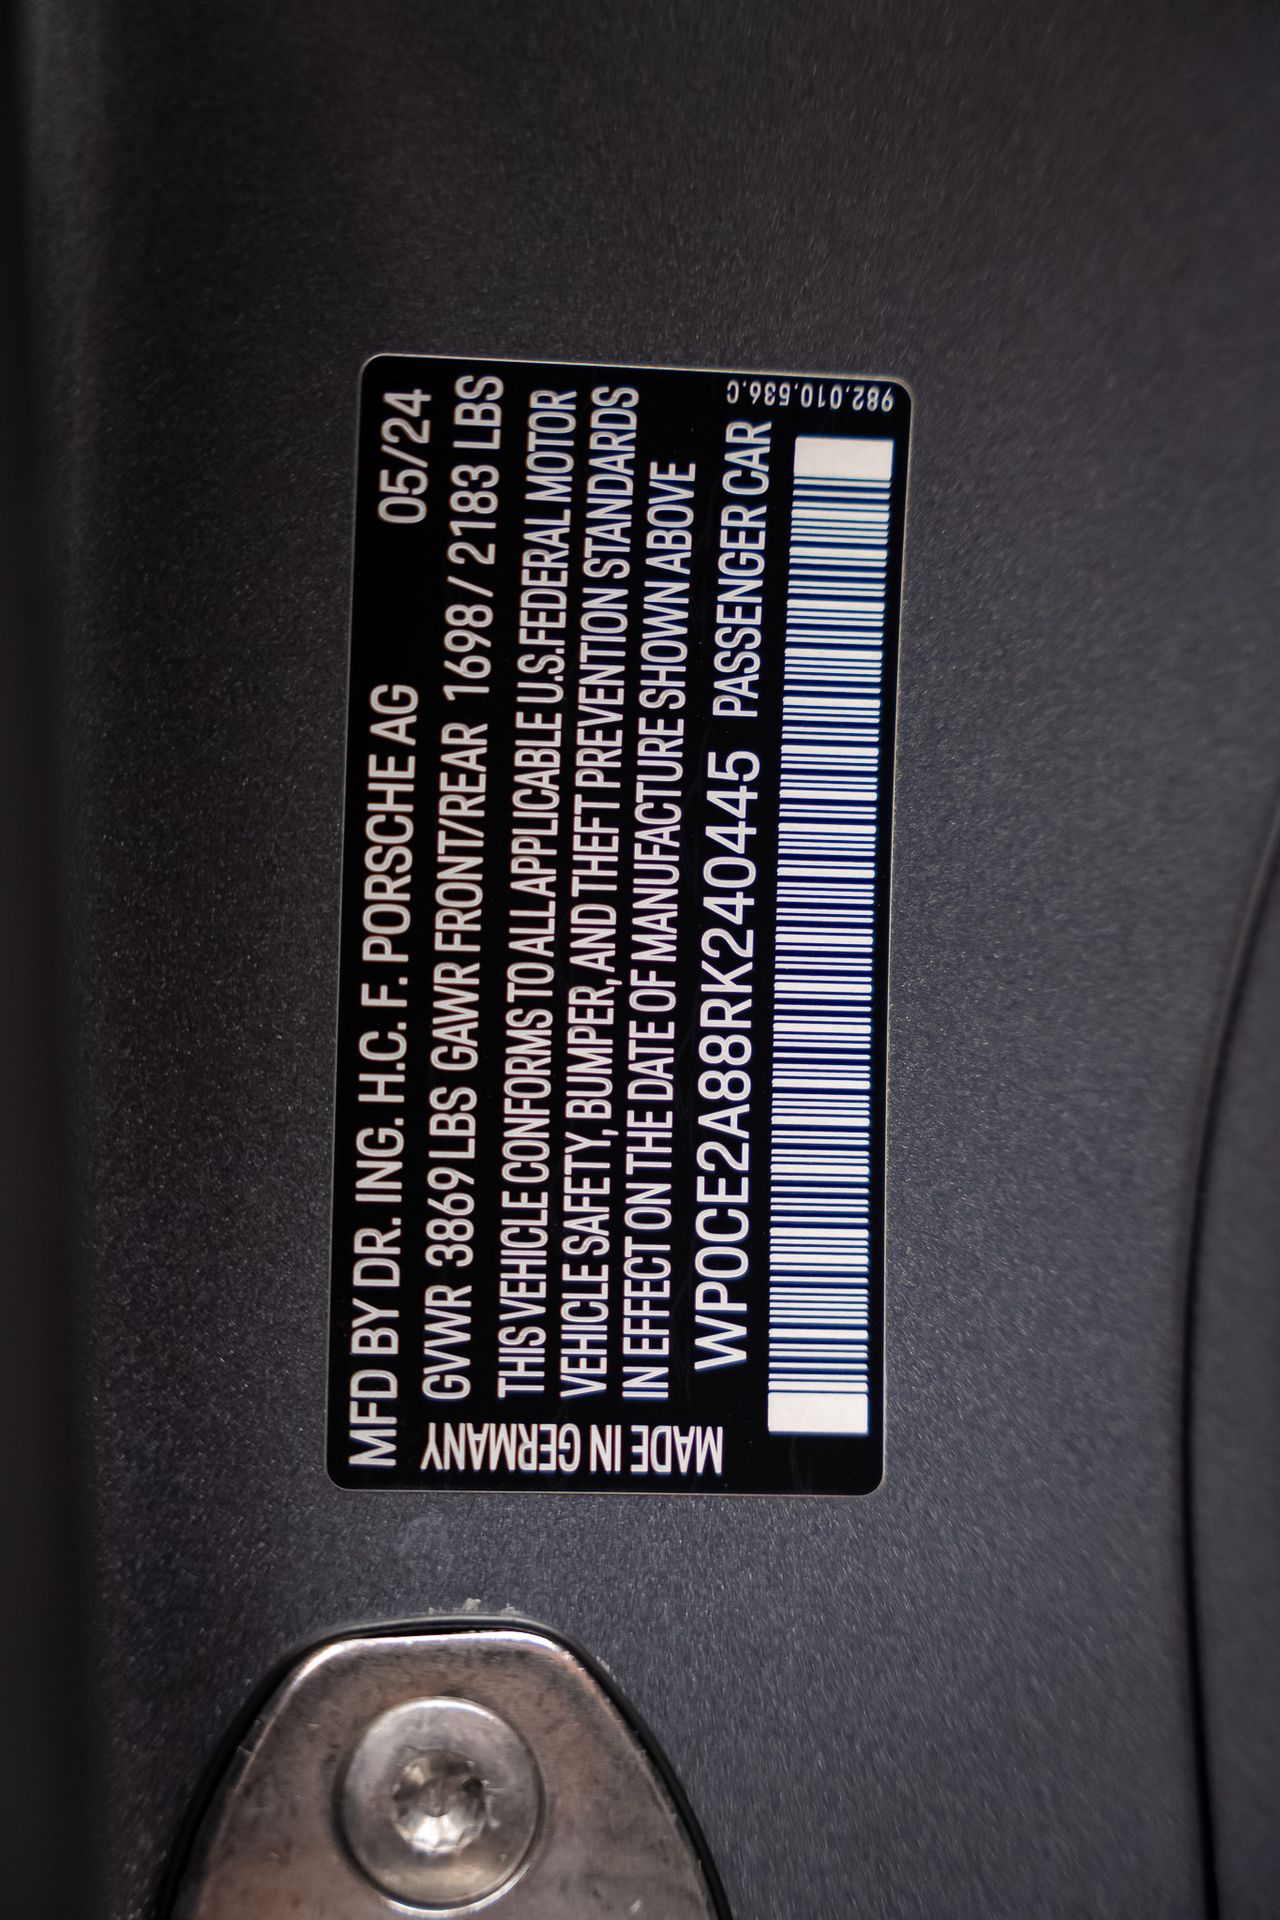 MFD BY DR. ING. H.C. F. PORSCHE AG 05/24
GVWR 3869 LBS GAWR FRONT/REAR 1698 / 2183 LBS
THIS VEHICLE CONFORMS TO ALL APPLICABLE U.S. FEDERAL MOTOR
VEHICLE SAFETY, BUMPER, AND THEFT PREVENTION STANDARDS
IN EFFECT ON THE DATE OF MANUFACTURE SHOWN ABOVE
WP0CE2A88RK240445 PASSENGER CAR
MADE IN GERMANY
982.010.536.C